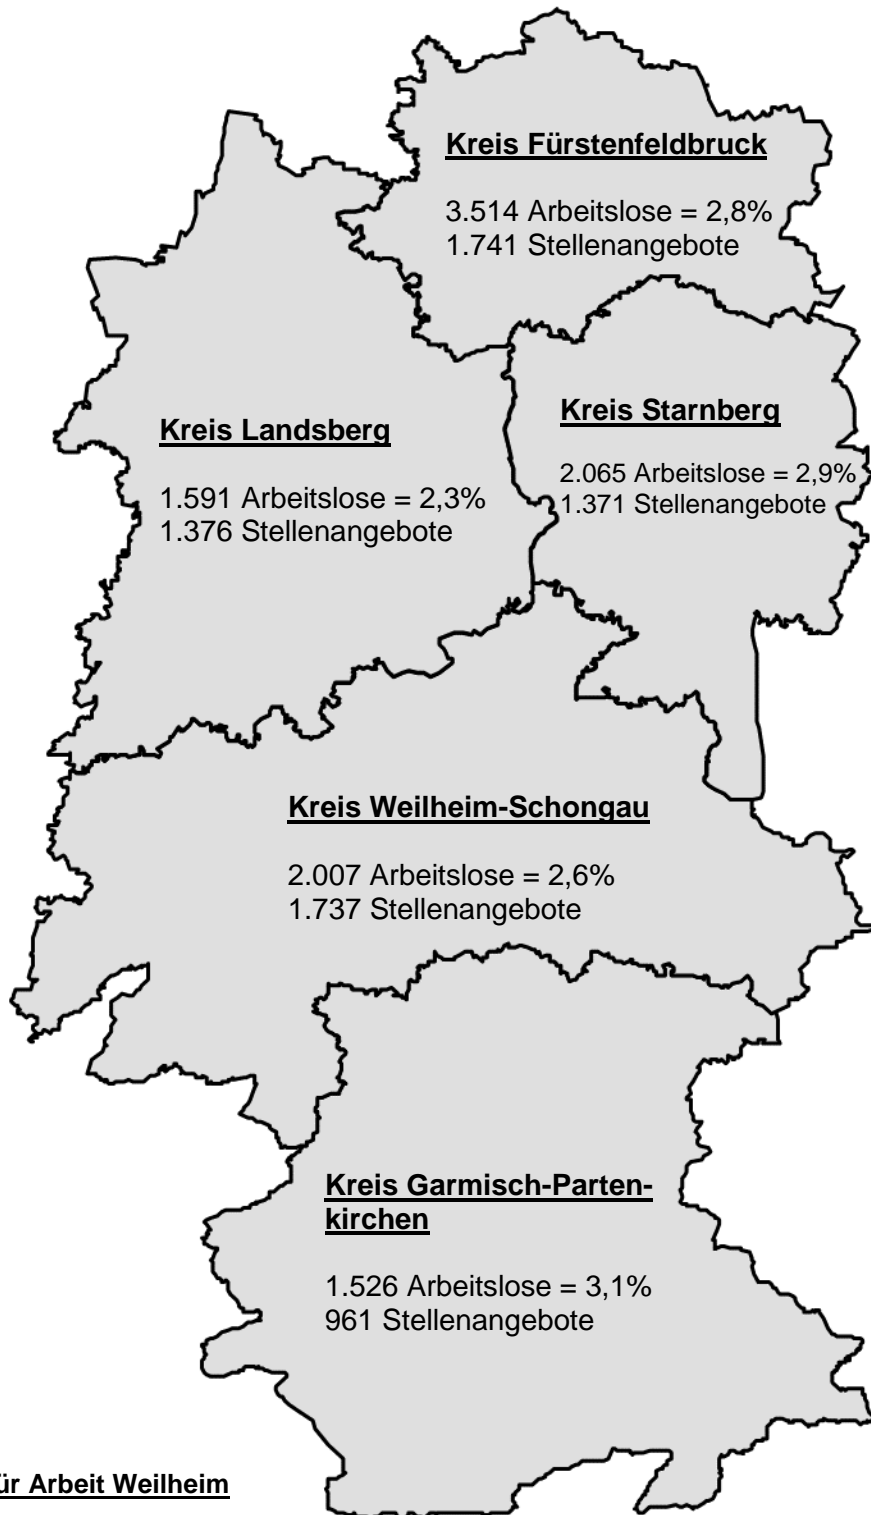 Kreis Fürstenfeldbruck
3.514 Arbeitslose = 2,8%
1.741 Stellenangebote
Kreis Starnberg
2.065 Arbeitslose = 2,9%
1.371 Stellenangebote
Kreis Landsberg
1.591 Arbeitslose = 2,3%
1.376 Stellenangebote
Kreis Weilheim-Schongau
2.007 Arbeitslose = 2,6%
1.737 Stellenangebote
Kreis Garmisch-Parten-
kirchen
1.526 Arbeitslose = 3,1%
961 Stellenangebote
ür Arbeit Weilheim